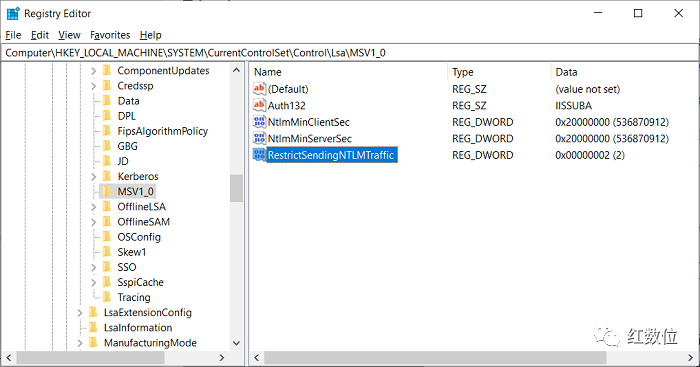 Registry Editor
File Edit View Favorites Help
Computer\HKEY_LOCAL_MACHINE\SYSTEM\CurrentControlSet\Control\Lsa\MSV1_0
ComponentUpdates
Credssp
Data
DPL
FipsAlgorithmPolicy
GBG
JD
Kerberos
MSV1_0
OfflineLSA
OfflineSAM
OSConfig
Skew1
SSO
SspiCache
Tracing
LsaExtensionConfig
LsaInformation
ManufacturingMode
Name Type Data
(Default) REG_SZ (value not set)
Auth132 REG_SZ IISSUBA
NtlmMinClientSec REG_DWORD 0x20000000 (536870912)
NtlmMinServerSec REG_DWORD 0x20000000 (536870912)
RestrictSendingNTLMTraffic REG_DWORD 0x00000002 (2)
红数位